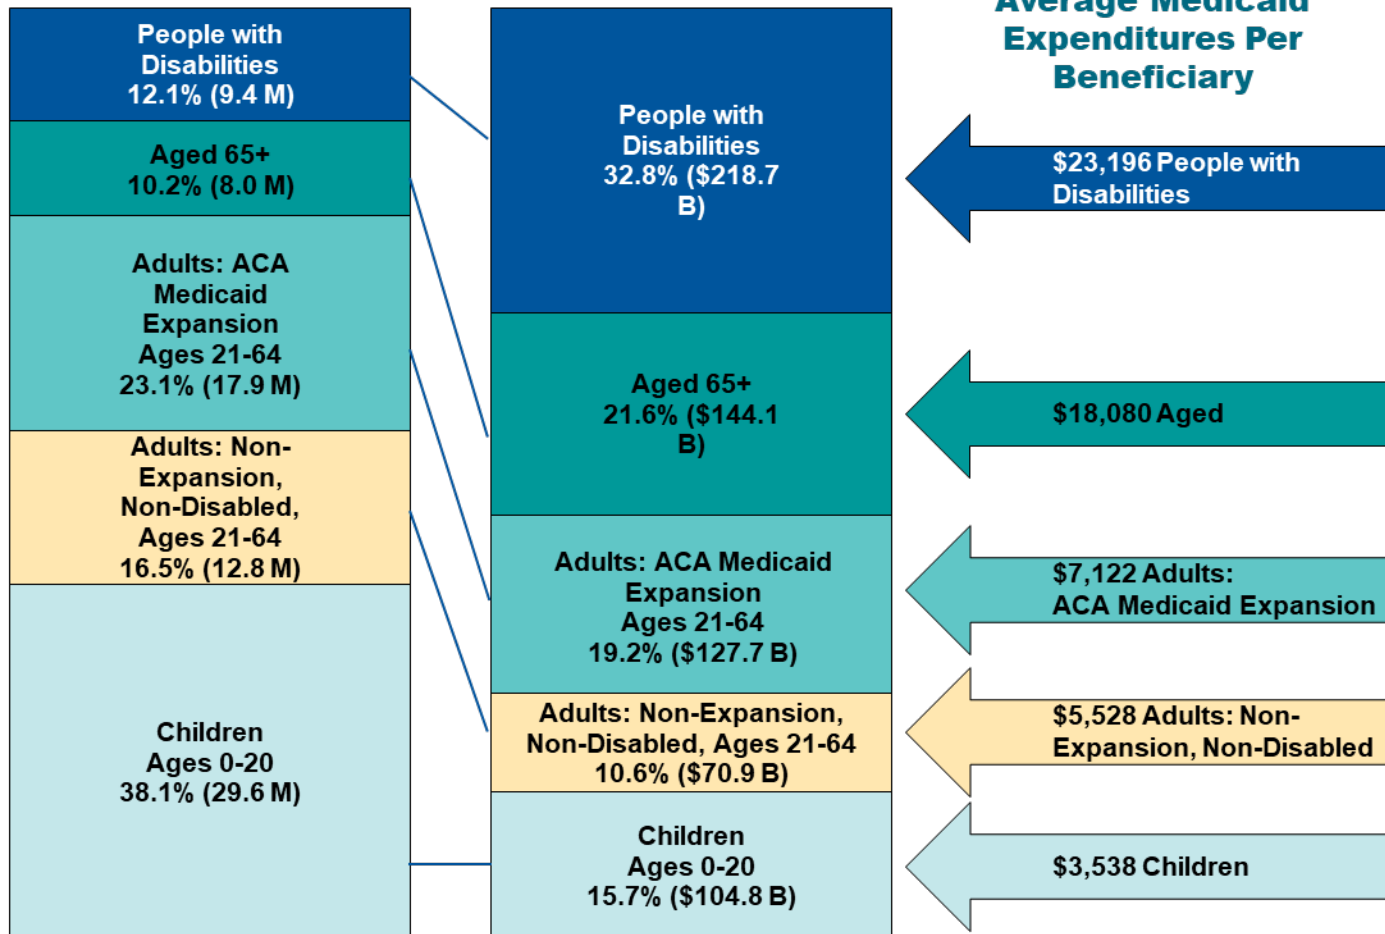 People with
Disabilities
12.1% (9.4 M)
Aged 65+
10.2% (8.0 M)
Adults: ACA
Medicaid
Expansion
Ages 21-64
23.1% (17.9 M)
Adults: Non-
Expansion,
Non-Disabled,
Ages 21-64
16.5% (12.8 M)
Children
Ages 0-20
38.1% (29.6 M)
People with
Disabilities
32.8% ($218.7
B)
Aged 65+
21.6% ($144.1
B)
Adults: ACA Medicaid
Expansion
Ages 21-64
19.2% ($127.7 B)
Adults: Non-Expansion,
Non-Disabled, Ages 21-64
10.6% ($70.9 B)
Children
Ages 0-20
15.7% ($104.8 B)
Average Medicaid
Expenditures Per
Beneficiary
$23,196 People with
Disabilities
$18,080 Aged
$7,122 Adults:
ACA Medicaid Expansion
$5,528 Adults: Non-
Expansion, Non-Disabled
$3,538 Children